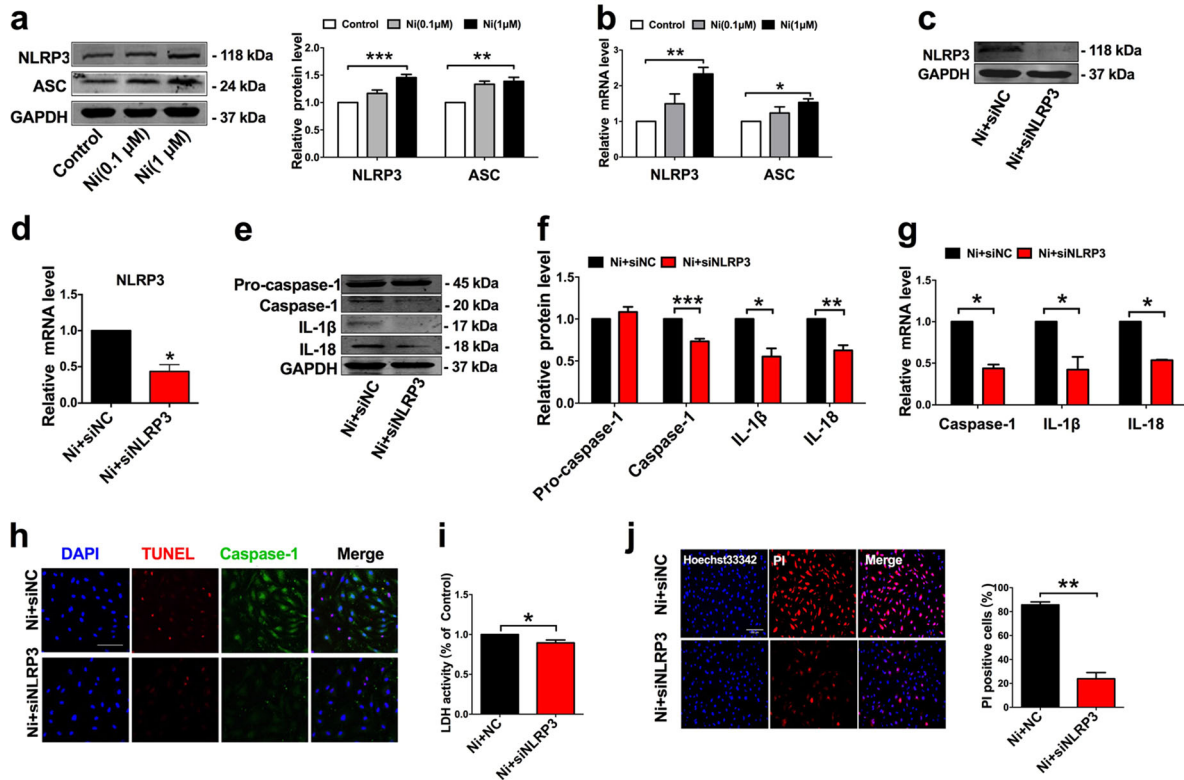 a
NLRP3
- 118 kDa
ASC
- 24 kDa
GAPDH
- 37 kDa
Control
Ni(0.1 μM)
Ni(1 μM)
Control Ni(0.1μM) Ni(1μM)
Relative protein level
2.0
1.5
1.0
0.5
0.0
***
**
NLRP3 ASC
b
Control Ni(0.1μM) Ni(1μM)
Relative mRNA level
3
2
1
0
**
*
NLRP3 ASC
c
NLRP3
- 118 kDa
GAPDH
- 37 kDa
Ni+siNC
Ni+siNLRP3
d
NLRP3
Relative mRNA level
1.5
1.0
0.5
0.0
*
Ni+siNC
Ni+siNLRP3
e
Pro-caspase-1
- 45 kDa
Caspase-1
- 20 kDa
IL-1β
- 17 kDa
IL-18
- 18 kDa
GAPDH
- 37 kDa
Ni+siNC
Ni+siNLRP3
f
Ni+siNC Ni+siNLRP3
Relative protein level
1.5
1.0
0.5
0.0
***
*
**
Pro-caspase-1
Caspase-1
IL-1β
IL-18
g
Ni+siNC Ni+siNLRP3
Relative mRNA level
1.5
1.0
0.5
0.0
*
*
*
Caspase-1 IL-1β IL-18
h
DAPI TUNEL Caspase-1 Merge
Ni+siNC
Ni+siNLRP3
i
LDH activity (% of Control)
1.5
1.0
0.5
0.0
*
Ni+NC
Ni+siNLRP3
j
Hoechst33342 PI Merge
Ni+siNC
Ni+siNLRP3
PI positive cells(%)
100
80
60
40
20
0
**
Ni+NC
Ni+siNLRP3